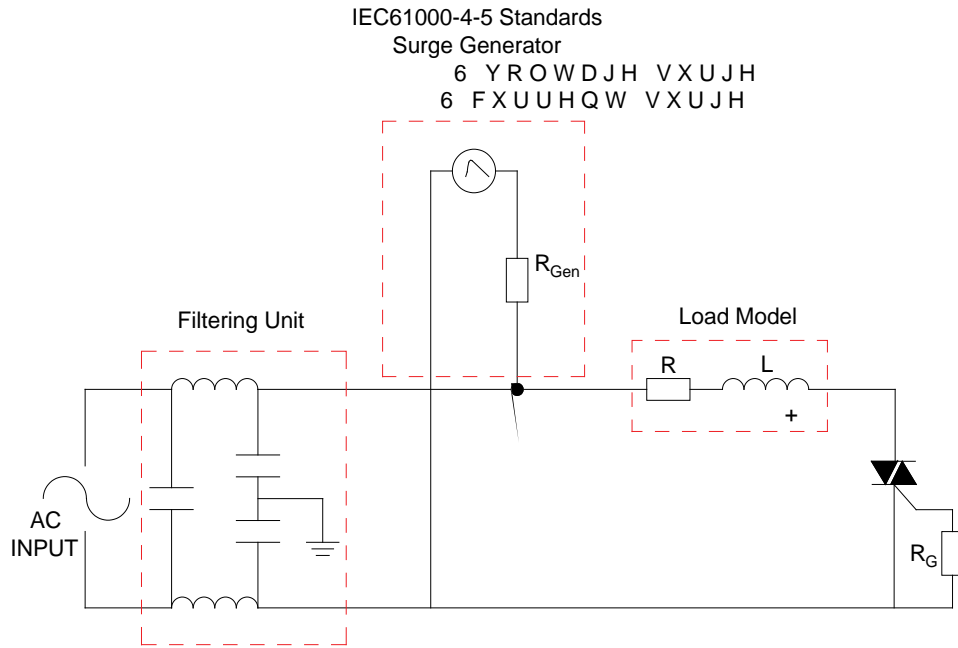 IEC61000-4-5 Standards
Surge Generator
6 YROWDJH VXUJH
6 FXUUHQW VXUJH
RGen
Filtering Unit
Load Model
R L
+
AC
INPUT
RG